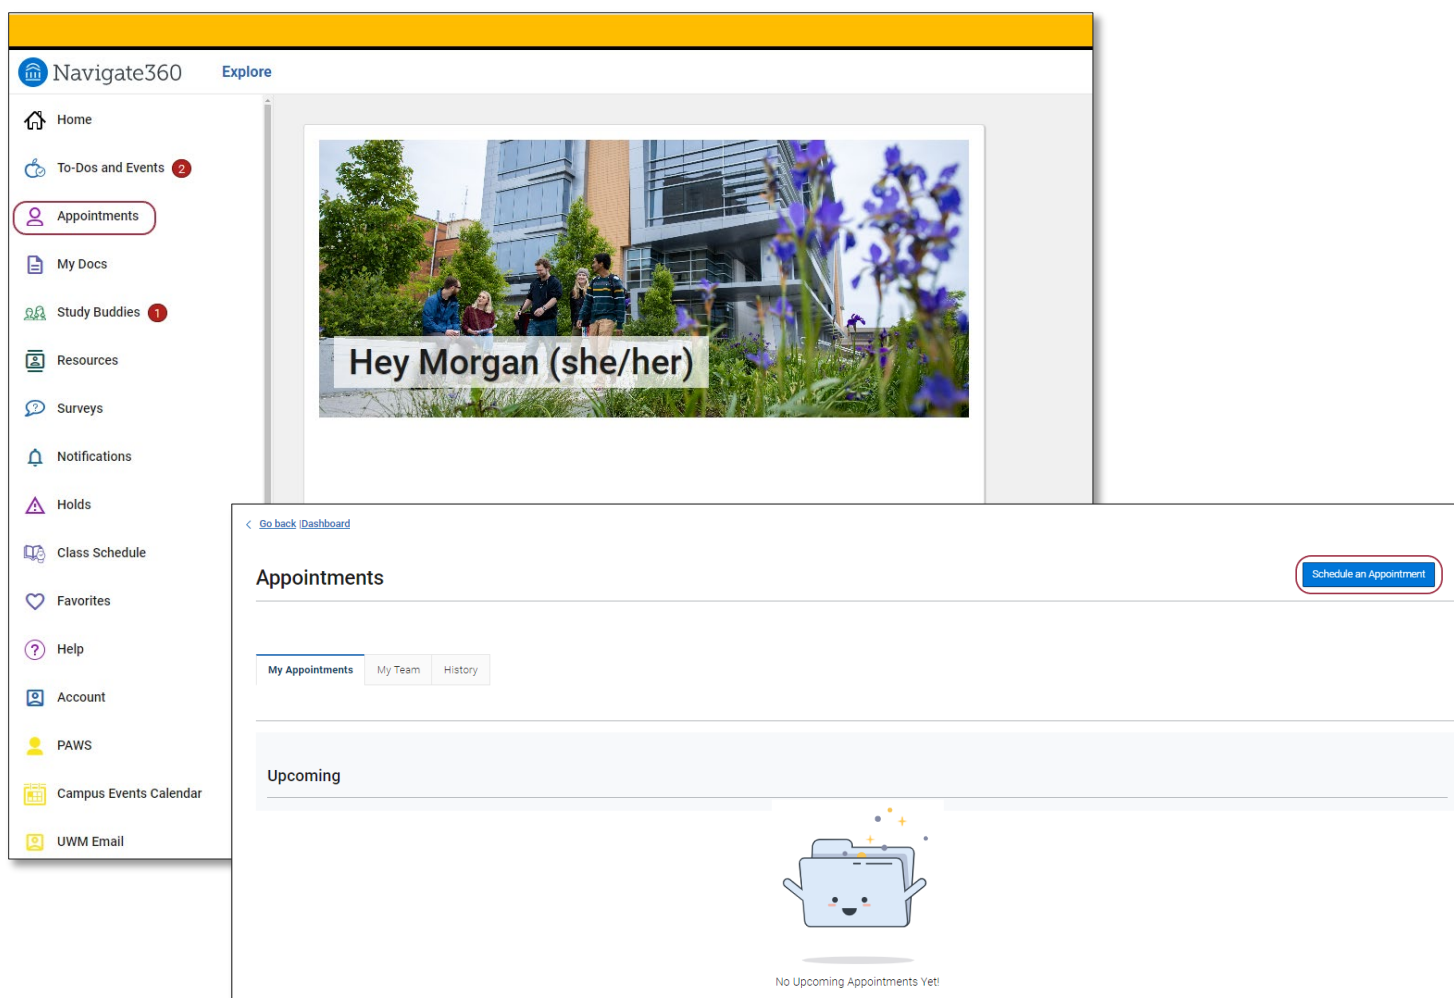 Navigate360
Explore
Home
To-Dos and Events 2
Appointments
My Docs
Study Buddies 1
Resources
Surveys
Notifications
Holds
Class Schedule
Favorites
Help
Account
PAWS
Campus Events Calendar
UWM Email
Hey Morgan (she/her)
Go back |Dashboard
Appointments
Schedule an Appointment
My Appointments
My Team
History
Upcoming
No Upcoming Appointments Yet!